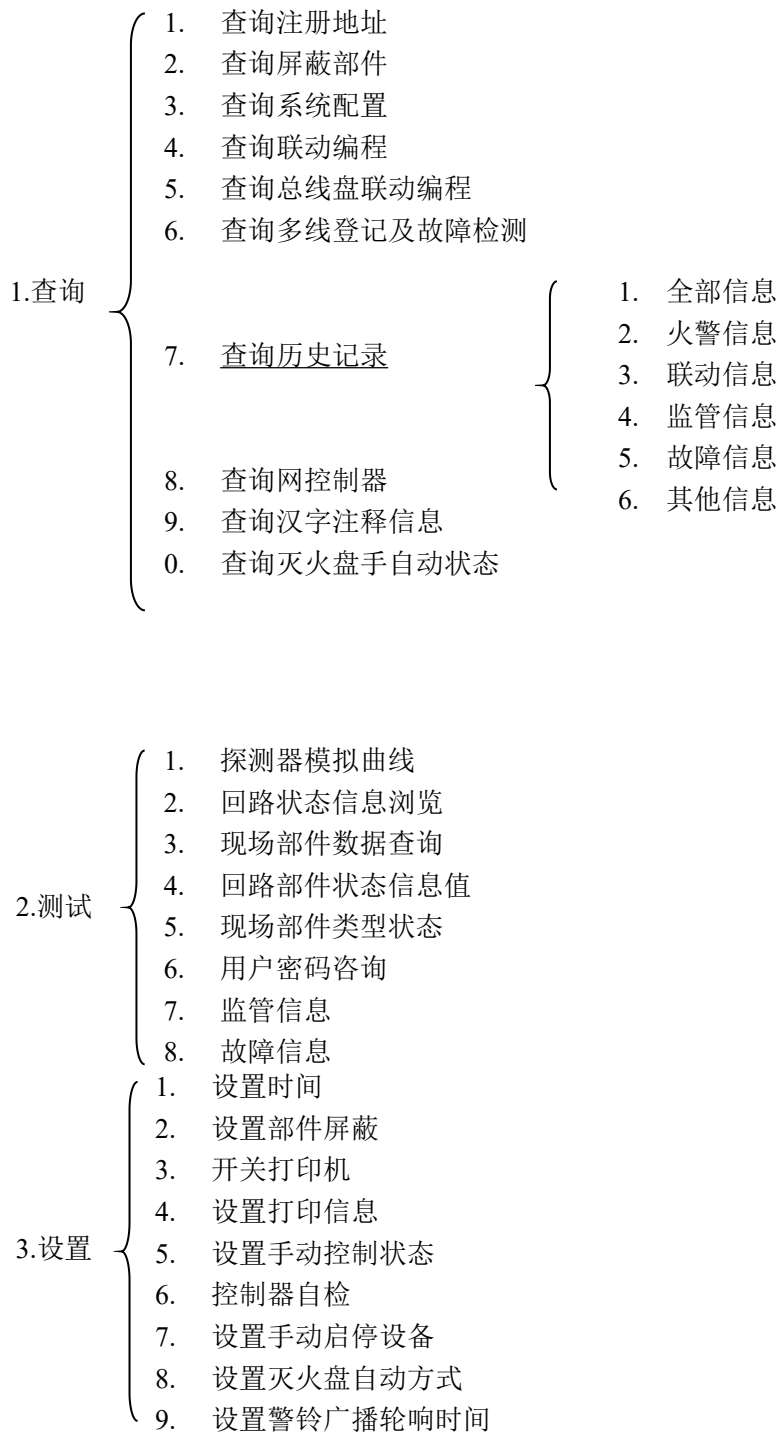 1. 查询注册地址
2. 查询屏蔽部件
3. 查询系统配置
4. 查询联动编程
5. 查询总线盘联动编程
6. 查询多线登记及故障检测
1.查询
7. 查询历史记录
1. 全部信息
2. 火警信息
3. 联动信息
4. 监管信息
5. 故障信息
6. 其他信息
8. 查询网控制器
9. 查询汉字注释信息
0. 查询灭火盘手自动状态
2.测试
1. 探测器模拟曲线
2. 回路状态信息浏览
3. 现场部件数据查询
4. 回路部件状态信息值
5. 现场部件类型状态
6. 用户密码咨询
7. 监管信息
8. 故障信息
3.设置
1. 设置时间
2. 设置部件屏蔽
3. 开关打印机
4. 设置打印信息
5. 设置手动控制状态
6. 控制器自检
7. 设置手动启停设备
8. 设置灭火盘自动方式
9. 设置警铃广播轮响时间